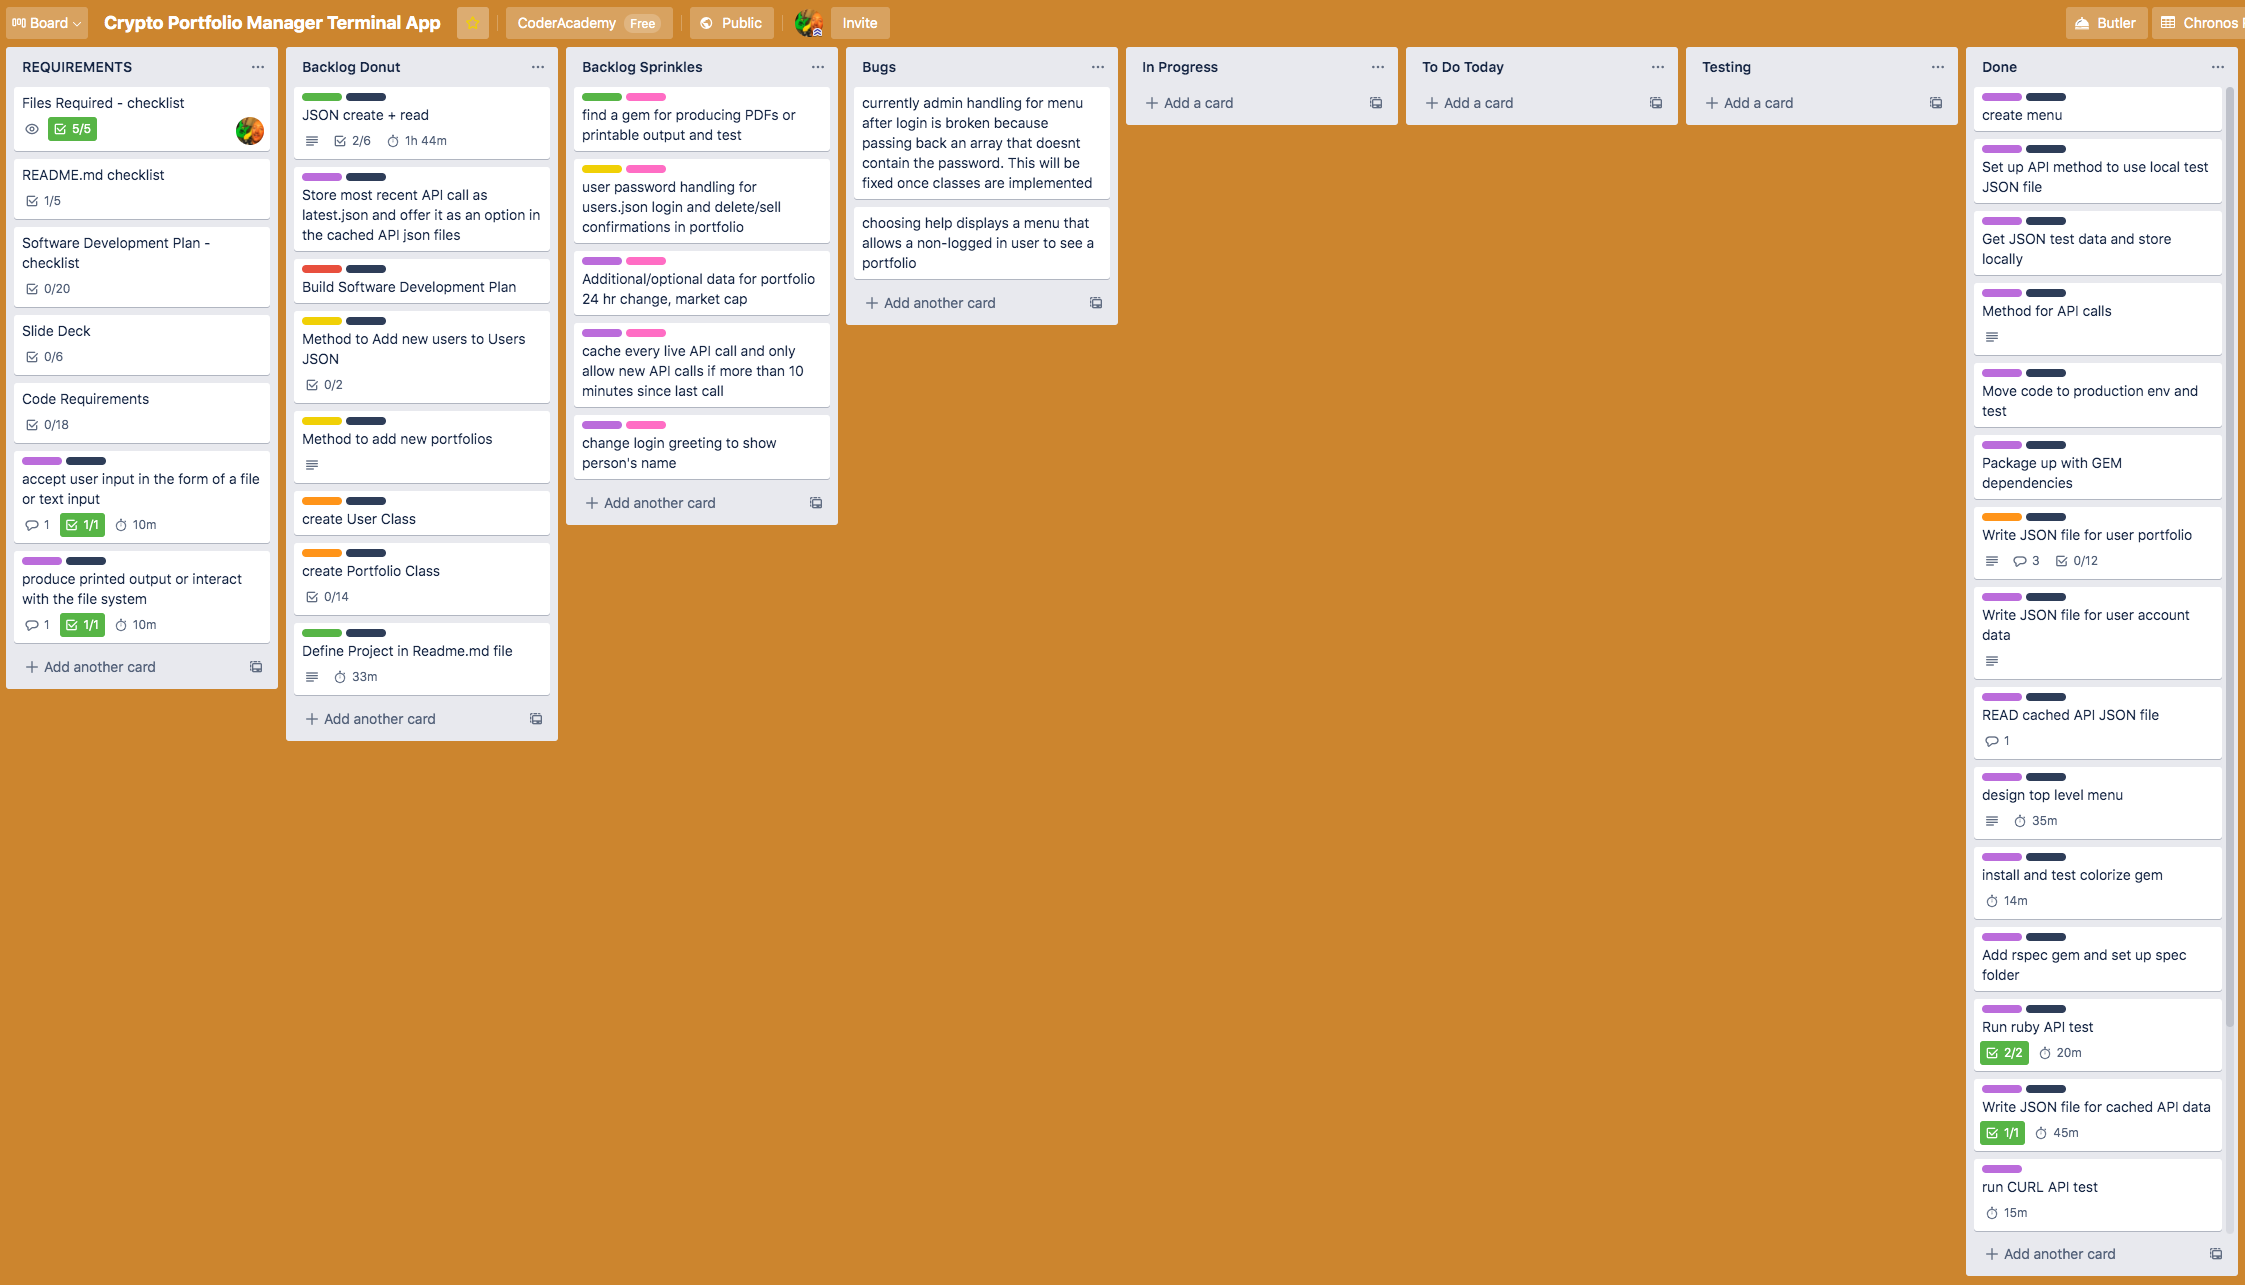 Board
Crypto Portfolio Manager Terminal App
CoderAcademy Free
Public
Invite
Butler
Chronos
REQUIREMENTS
Files Required - checklist
5/5
README.md checklist
1/5
Software Development Plan -
checklist
0/20
Slide Deck
0/6
Code Requirements
0/18
accept user input in the form of a file
or text input
1 1/1 10m
produce printed output or interact
with the file system
1 1/1 10m
Add another card
Backlog Donut
JSON create + read
2/6 1h 44m
Store most recent API call as
latest.json and offer it as an option in
the cached API json files
Build Software Development Plan
Method to Add new users to Users
JSON
0/2
Method to add new portfolios
create User Class
create Portfolio Class
0/14
Define Project in Readme.md file
33m
Add another card
Backlog Sprinkles
find a gem for producing PDFs or
printable output and test
user password handling for
users.json login and delete/sell
confirmations in portfolio
Additional/optional data for portfolio
24 hr change, market cap
cache every live API call and only
allow new API calls if more than 10
minutes since last call
change login greeting to show
person's name
Add another card
Bugs
currently admin handling for menu
after login is broken because
passing back an array that doesnt
contain the password. This will be
fixed once classes are implemented
choosing help displays a menu that
allows a non-logged in user to see a
portfolio
Add another card
In Progress
Add a card
To Do Today
Add a card
Testing
Add a card
Done
create menu
Set up API method to use local test
JSON file
Get JSON test data and store
locally
Method for API calls
Move code to production env and
test
Package up with GEM
dependencies
Write JSON file for user portfolio
3 0/12
Write JSON file for user account
data
READ cached API JSON file
1
design top level menu
35m
install and test colorize gem
14m
Add rspec gem and set up spec
folder
Run ruby API test
2/2 20m
Write JSON file for cached API data
1/1 45m
run CURL API test
15m
Add another card